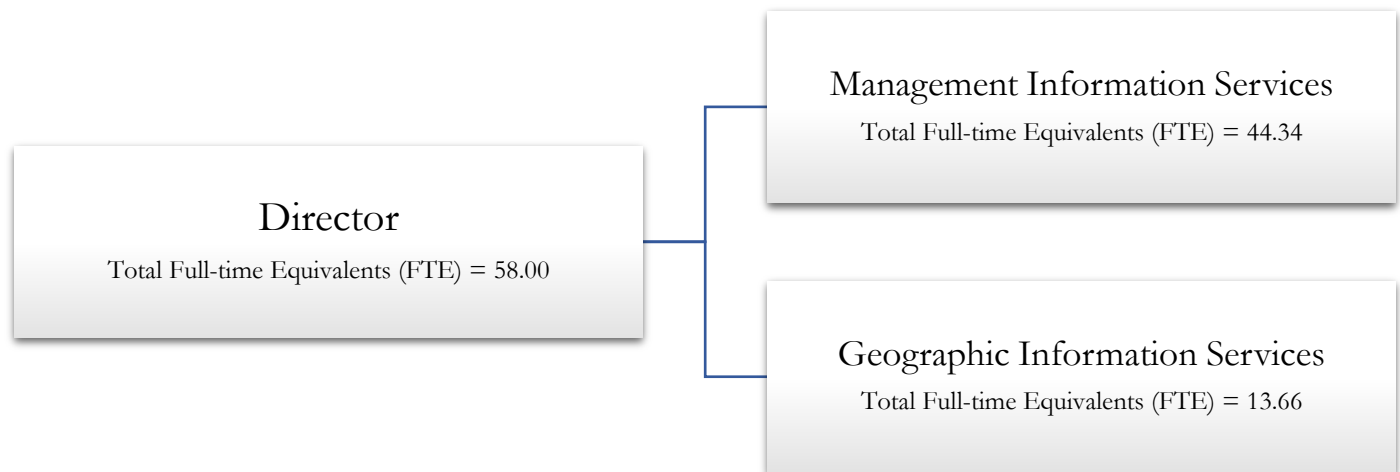 Director
Total Full-time Equivalents (FTE) = 58.00
Management Information Services
Total Full-time Equivalents (FTE) = 44.34
Geographic Information Services
Total Full-time Equivalents (FTE) = 13.66